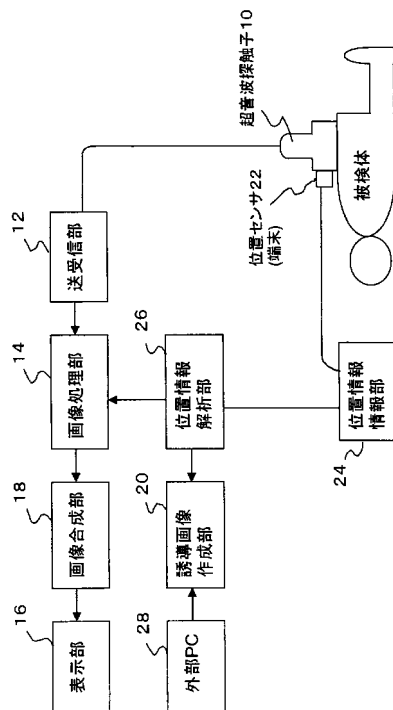 16
表示部
18
画像合成部
14
画像処理部
12
送受信部
28
外部PC
20
誘導画像
作成部
26
位置情報
解析部
24
位置情報
情報部
位置センサ22
(端末)
超音波探触子10
被検体